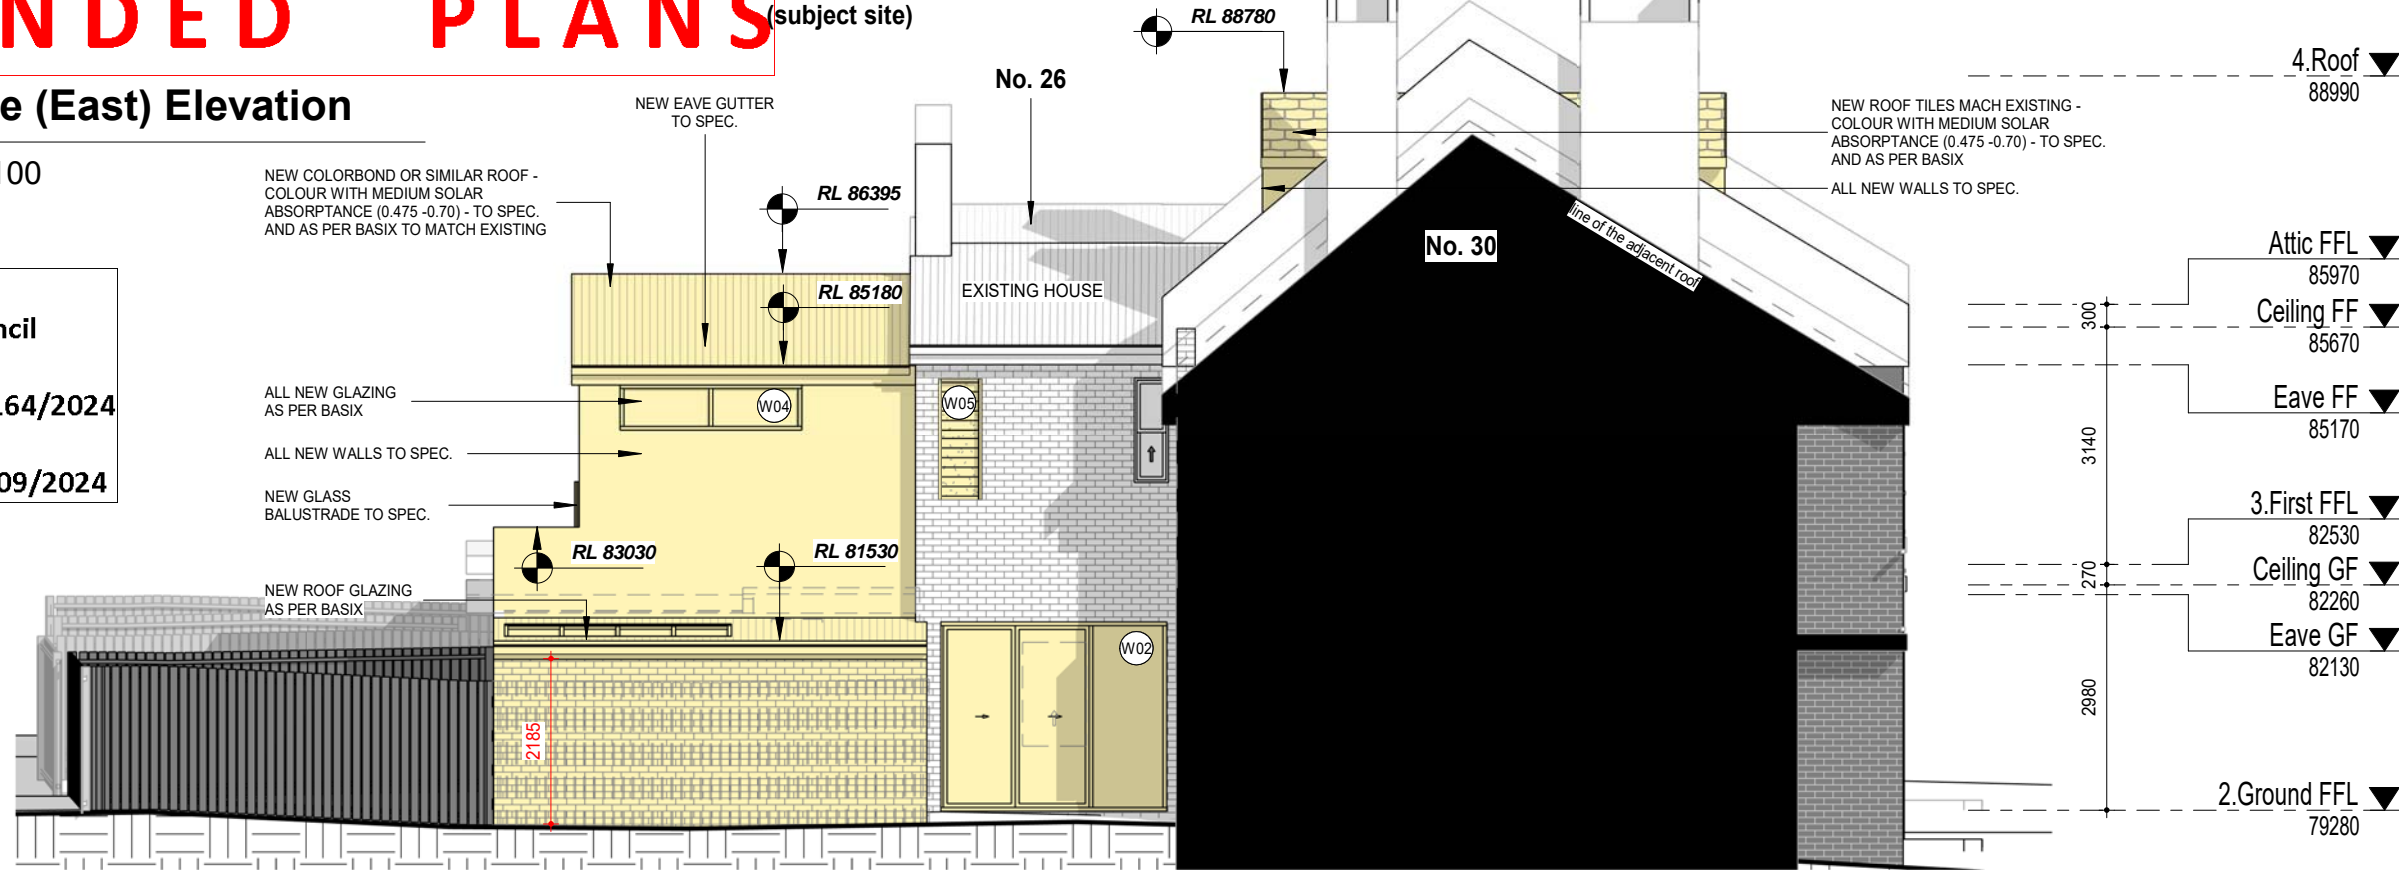 NDED PLANS
(subject site)
e (East) Elevation
100
ncil
164/2024
09/2024
NEW COLORBOND OR SIMILAR ROOF -
COLOUR WITH MEDIUM SOLAR
ABSORPTANCE (0.475 -0.70) - TO SPEC.
AND AS PER BASIX TO MATCH EXISTING
NEW EAVE GUTTER
TO SPEC.
ALL NEW GLAZING
AS PER BASIX
ALL NEW WALLS TO SPEC.
NEW GLASS
BALUSTRADE TO SPEC.
NEW ROOF GLAZING
AS PER BASIX
RL 88780
No. 26
RL 86395
RL 85180
EXISTING HOUSE
W04
W05
RL 83030
RL 81530
W02
2185
No. 30
line of the adjacent roof
NEW ROOF TILES MACH EXISTING -
COLOUR WITH MEDIUM SOLAR
ABSORPTANCE (0.475 -0.70) - TO SPEC.
AND AS PER BASIX
ALL NEW WALLS TO SPEC.
4.Roof
88990
Attic FFL
85970
300
Ceiling FF
85670
Eave FF
85170
3140
3.First FFL
82530
270
Ceiling GF
82260
Eave GF
82130
2980
2.Ground FFL
79280